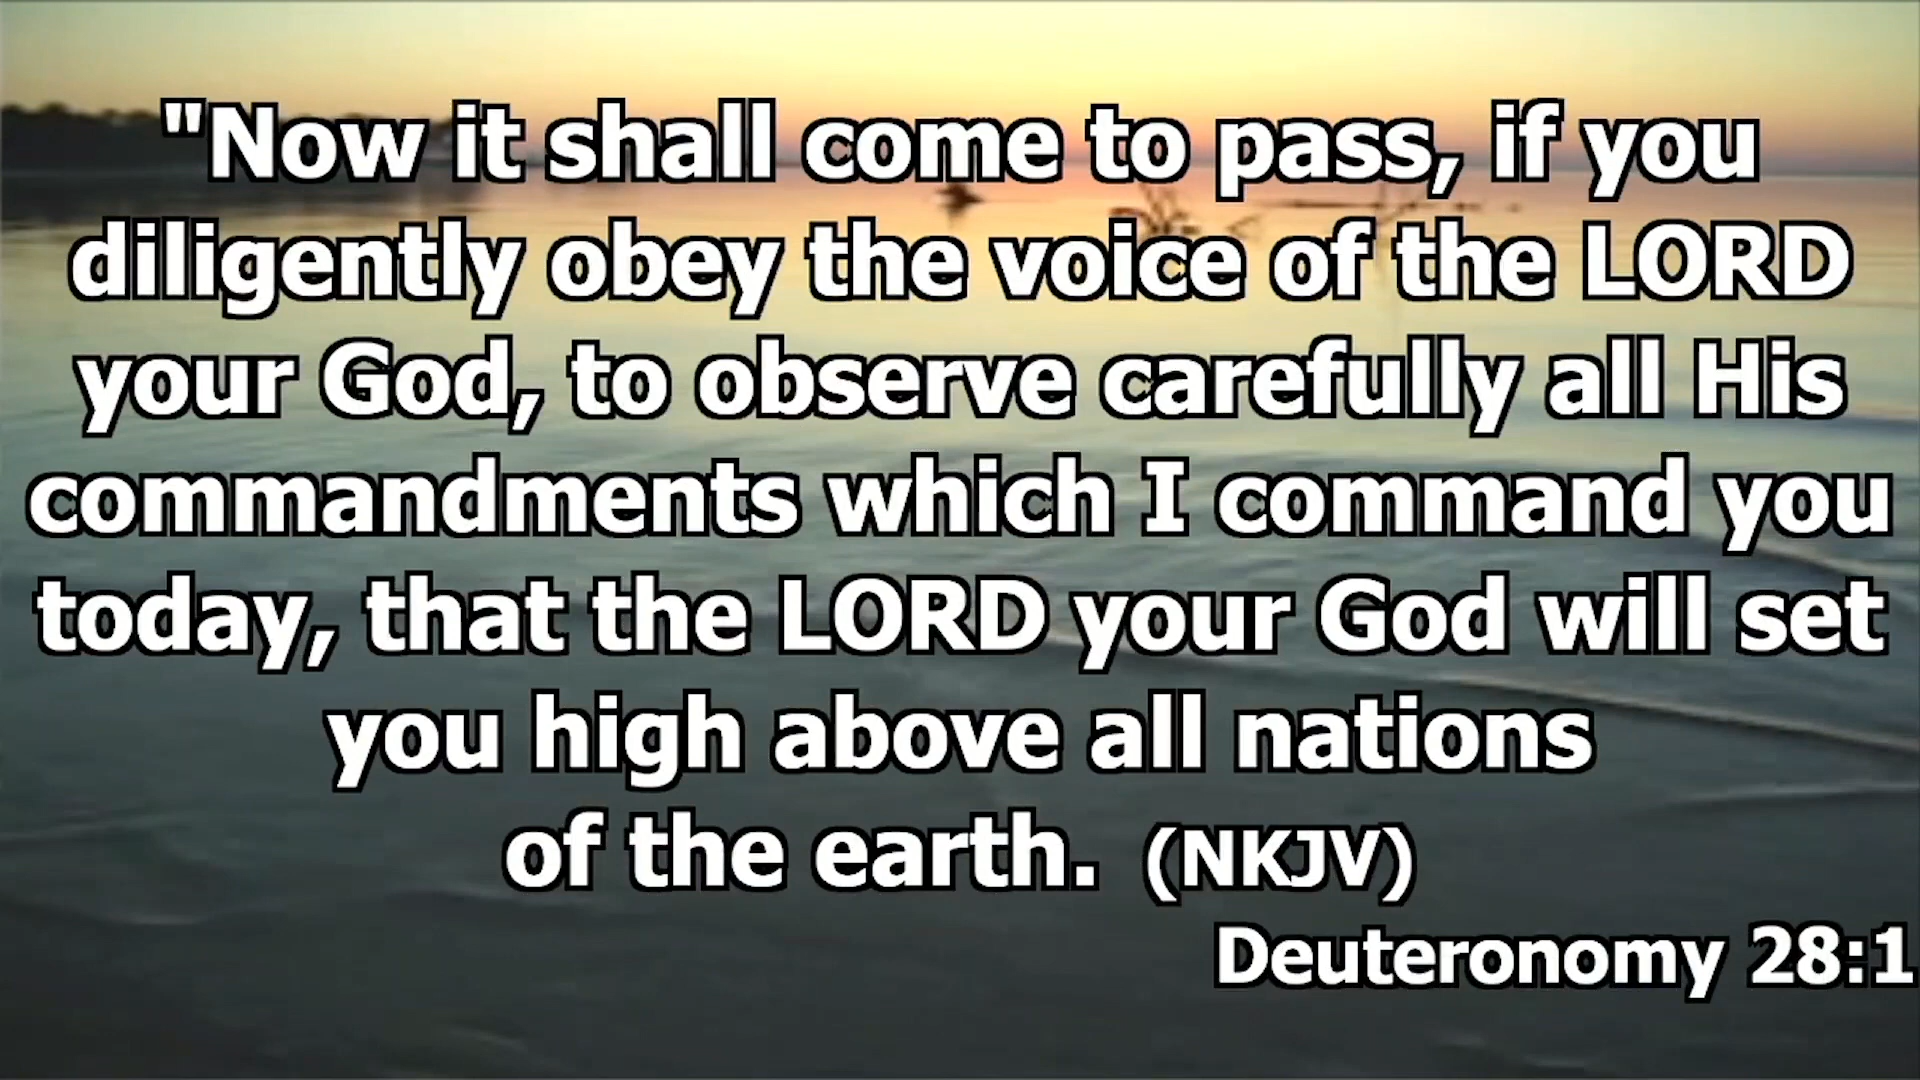 "Now it shall come to pass, if you
diligently obey the voice of the LORD
your God, to observe carefully all His
commandments which I command you
today, that the LORD your God will set
you high above all nations
of the earth. (NKJV)
Deuteronomy 28:1